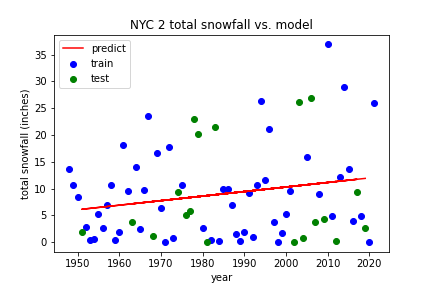 NYC 2 total snowfall vs. model
predict
train
test
total snowfall (inches)
35
30
25
20
15
10
5
0
1950 1960 1970 1980 1990 2000 2010 2020
year